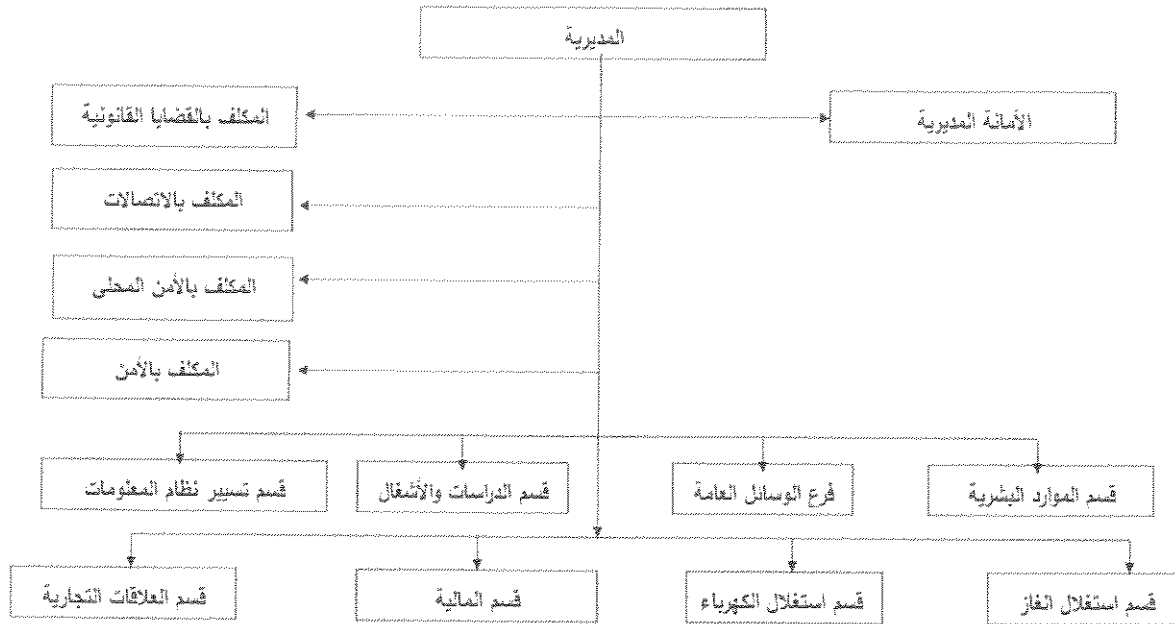 المديرية
الأمانة المديرية
المكلف بالقضايا القانونية
المكلف بالاتصالات
المكلف بالأمن المحلي
المكلف بالأمن
قسم الموارد البشرية
فرع الوسائل العامة
قسم الدراسات والأشغال
قسم تسيير نظام المعلومات
قسم استغلال الغاز
قسم استغلال الكهرباء
قسم المالية
قسم العلاقات التجارية